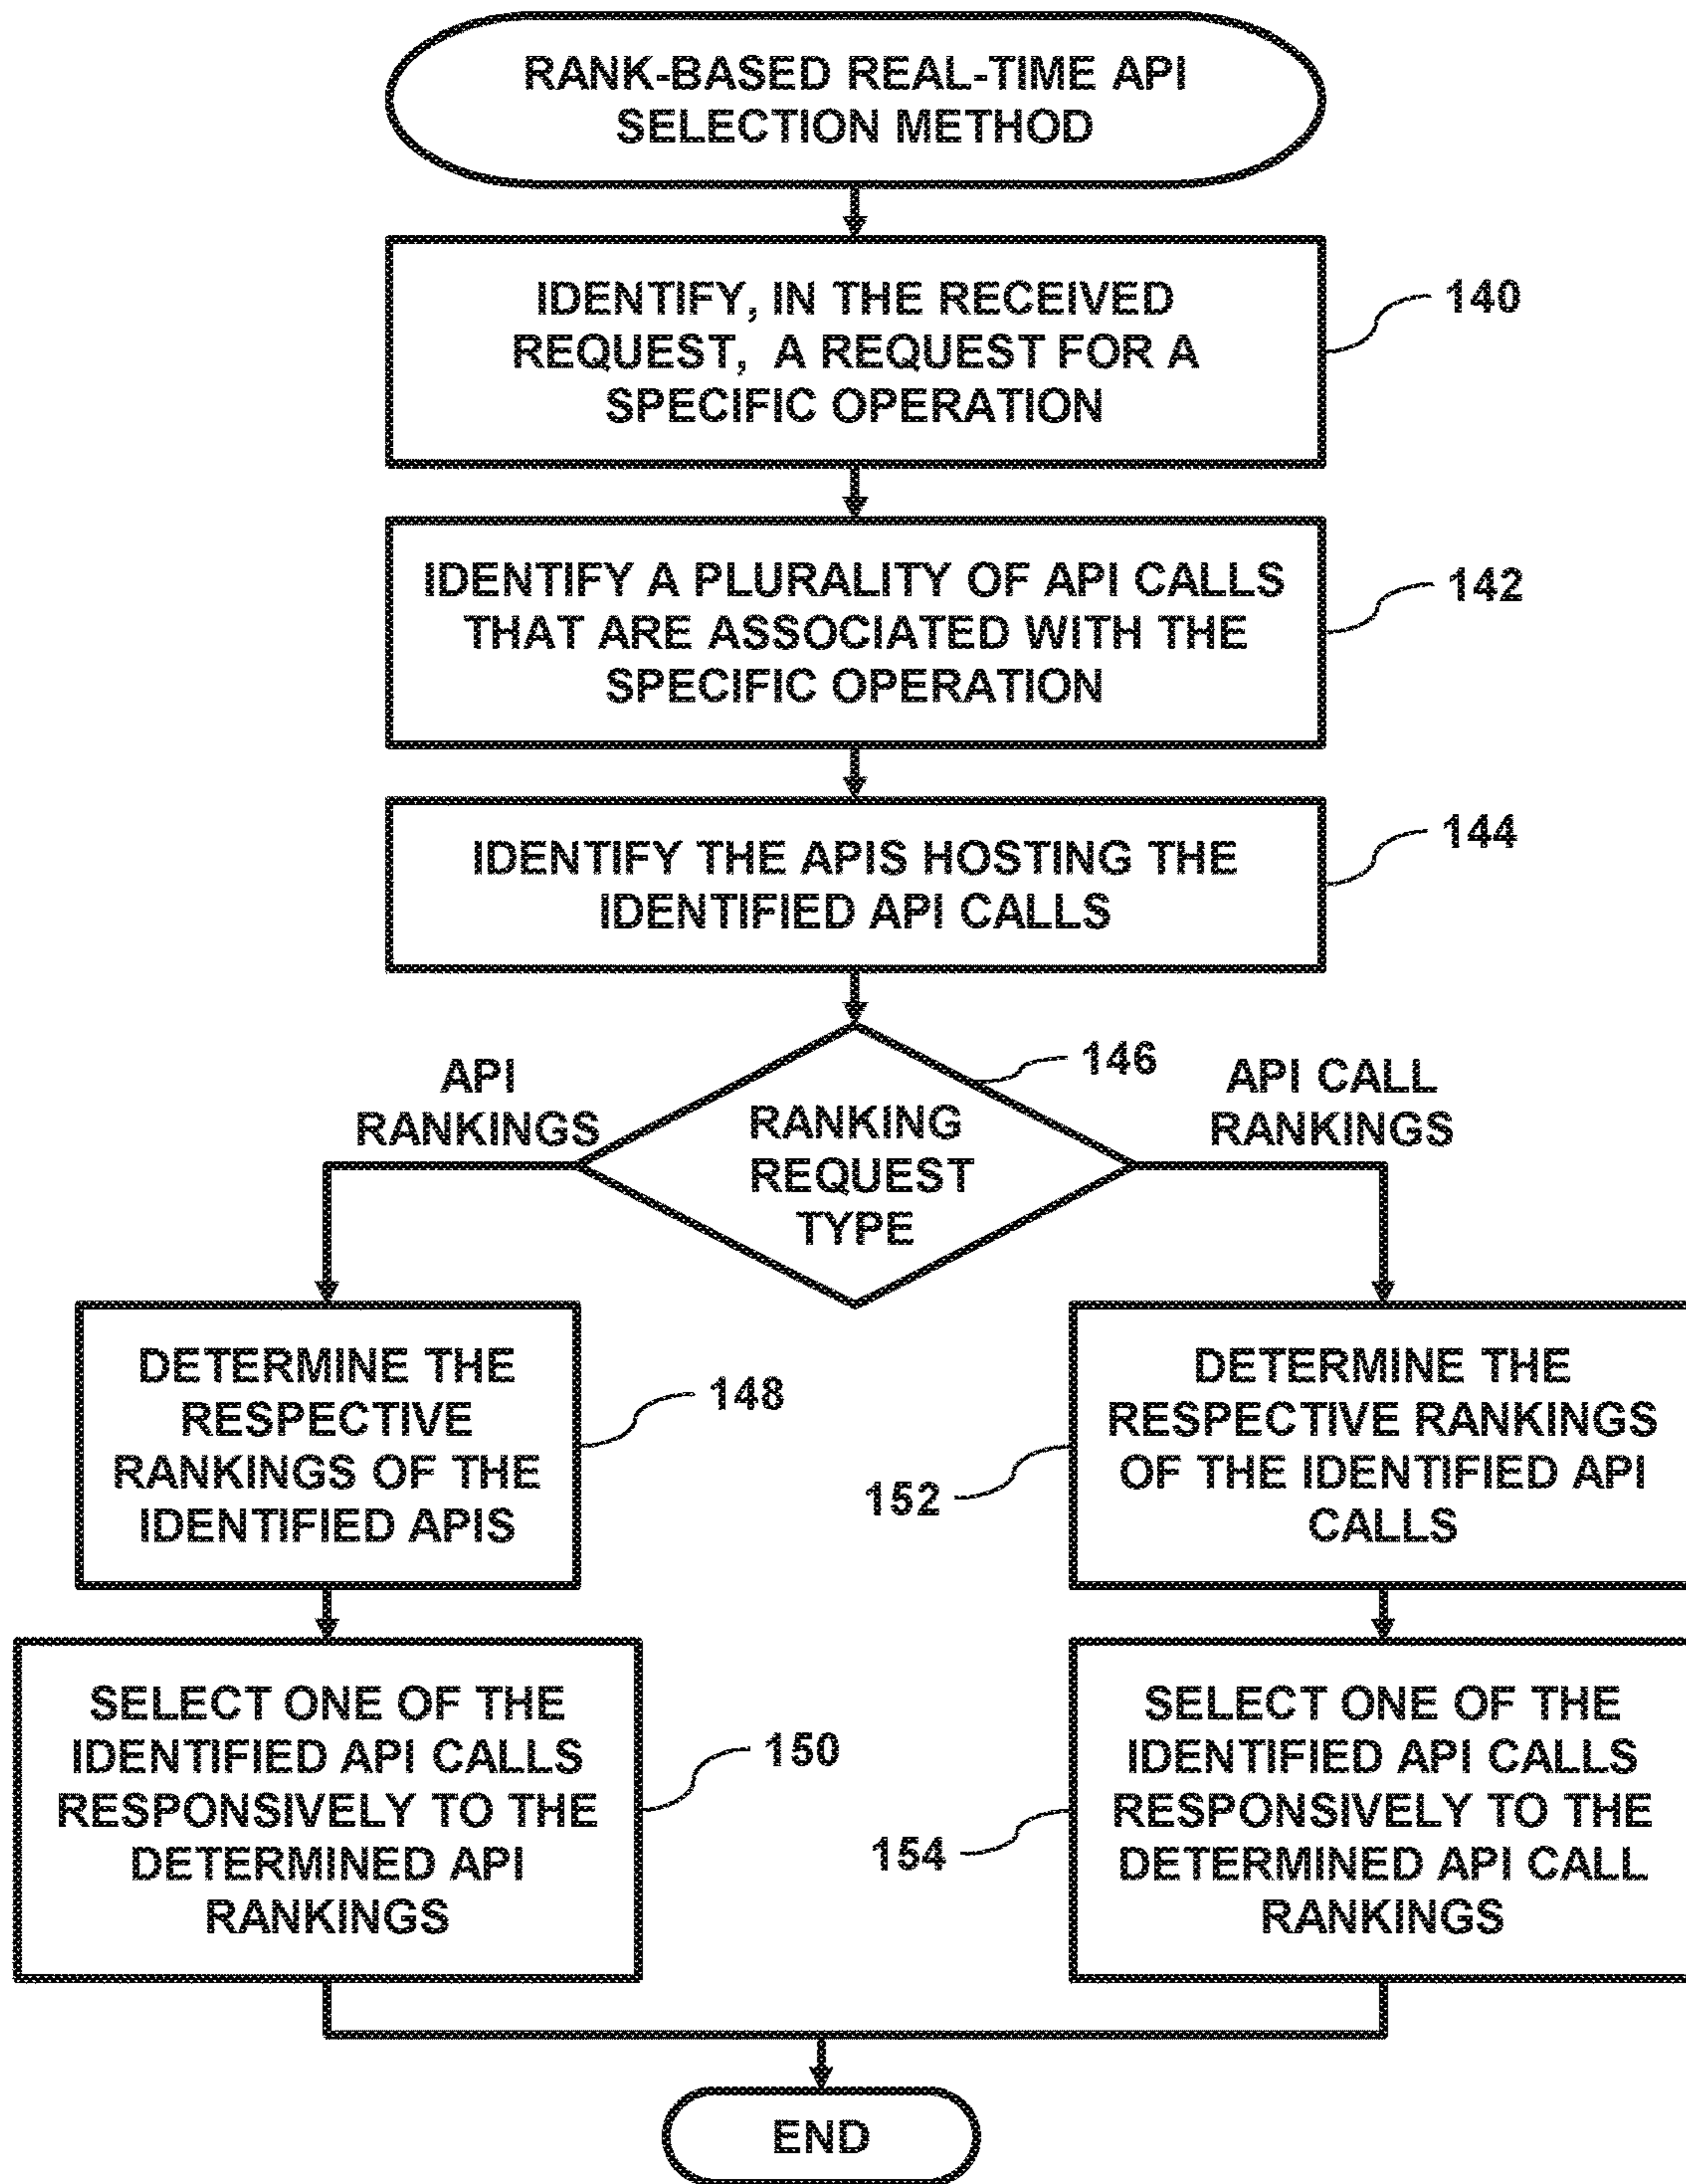 RANK-BASED REAL-TIME API
SELECTION METHOD
IDENTIFY, IN THE RECEIVED
REQUEST, A REQUEST FOR A
SPECIFIC OPERATION
140
IDENTIFY A PLURALITY OF API CALLS
THAT ARE ASSOCIATED WITH THE
SPECIFIC OPERATION
142
IDENTIFY THE APIS HOSTING THE
IDENTIFIED API CALLS
144
146
API
RANKINGS
RANKING
REQUEST
TYPE
API CALL
RANKINGS
DETERMINE THE
RESPECTIVE
RANKINGS OF THE
IDENTIFIED APIS
148
DETERMINE THE
RESPECTIVE RANKINGS
OF THE IDENTIFIED API
CALLS
152
SELECT ONE OF THE
IDENTIFIED API CALLS
RESPONSIVELY TO THE
DETERMINED API
RANKINGS
150
SELECT ONE OF THE
IDENTIFIED API CALLS
RESPONSIVELY TO THE
DETERMINED API CALL
RANKINGS
154
END